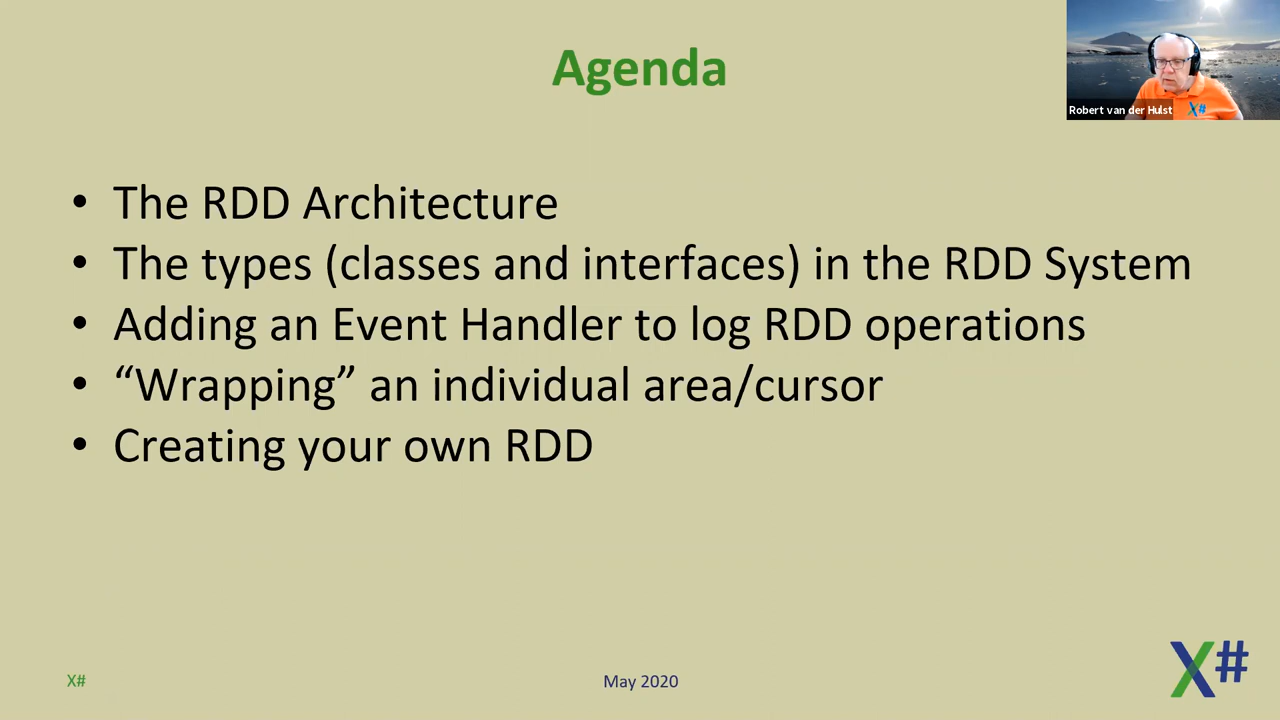 Agenda
Robert van der Hulst
X#
• The RDD Architecture
• The types (classes and interfaces) in the RDD System
• Adding an Event Handler to log RDD operations
• “Wrapping” an individual area/cursor
• Creating your own RDD
X#
May 2020
X#